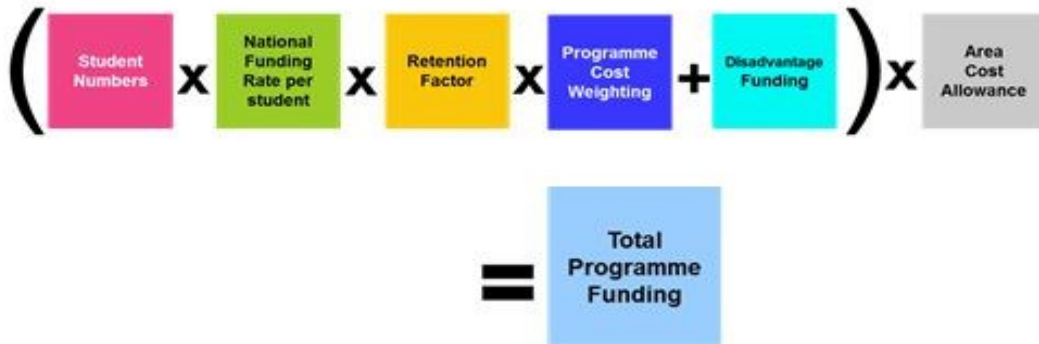 ( Student Numbers x National Funding Rate per student x Retention Factor x Programme Cost Weighting + Disadvantage Funding ) x Area Cost Allowance
= Total Programme Funding